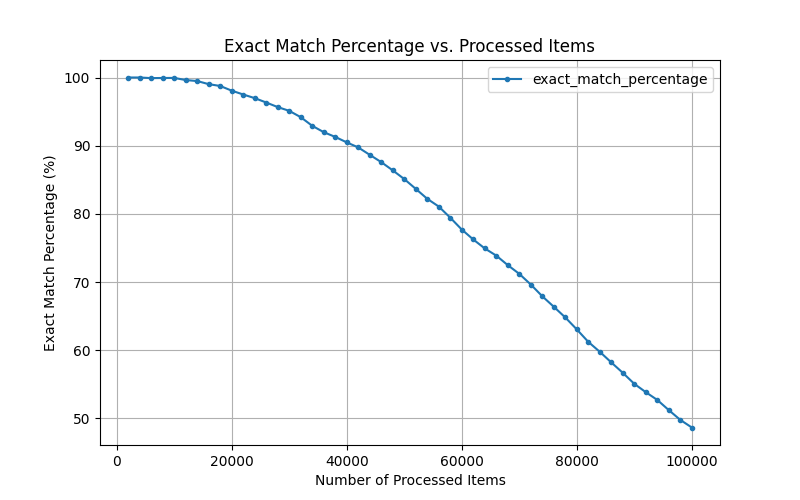 Exact Match Percentage vs. Processed Items
exact_match_percentage
Exact Match Percentage (%)
100
90
80
70
60
50
0 20000 40000 60000 80000 100000
Number of Processed Items